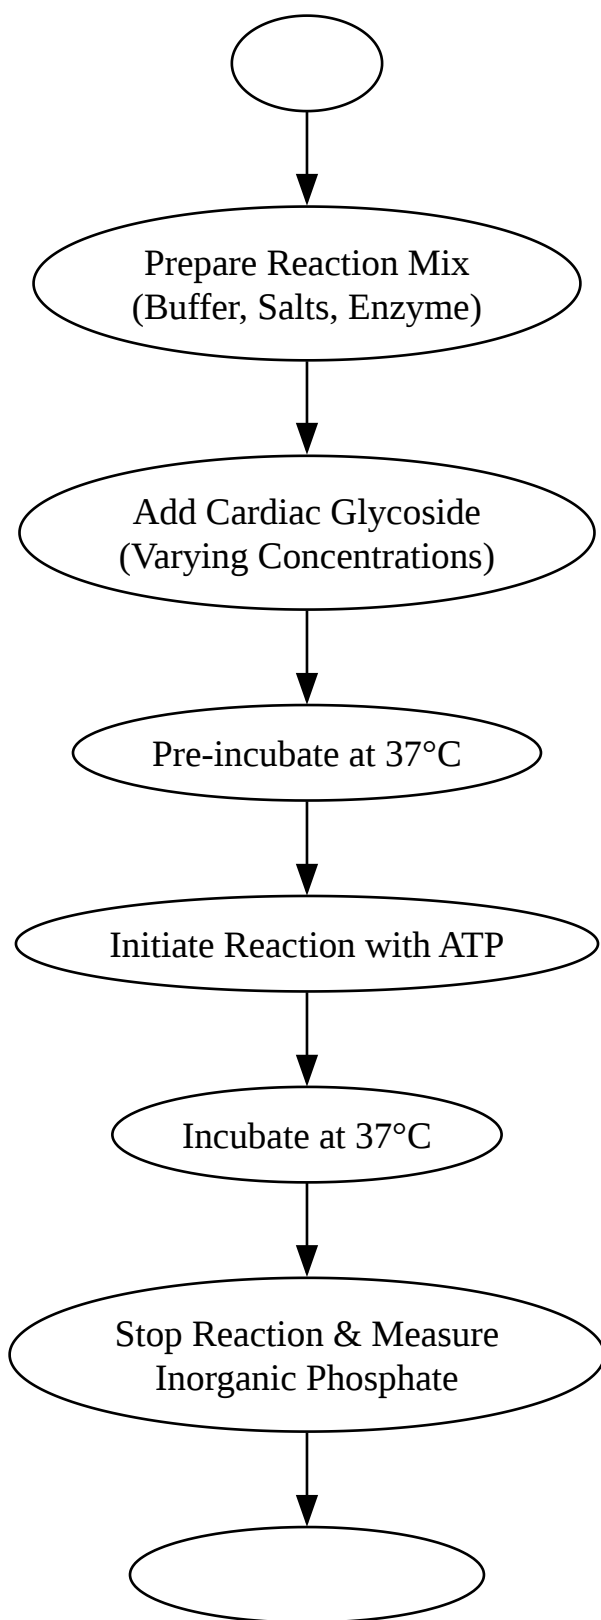 Prepare Reaction Mix
(Buffer, Salts, Enzyme)
Add Cardiac Glycoside
(Varying Concentrations)
Pre-incubate at 37°C
Initiate Reaction with ATP
Incubate at 37°C
Stop Reaction & Measure
Inorganic Phosphate